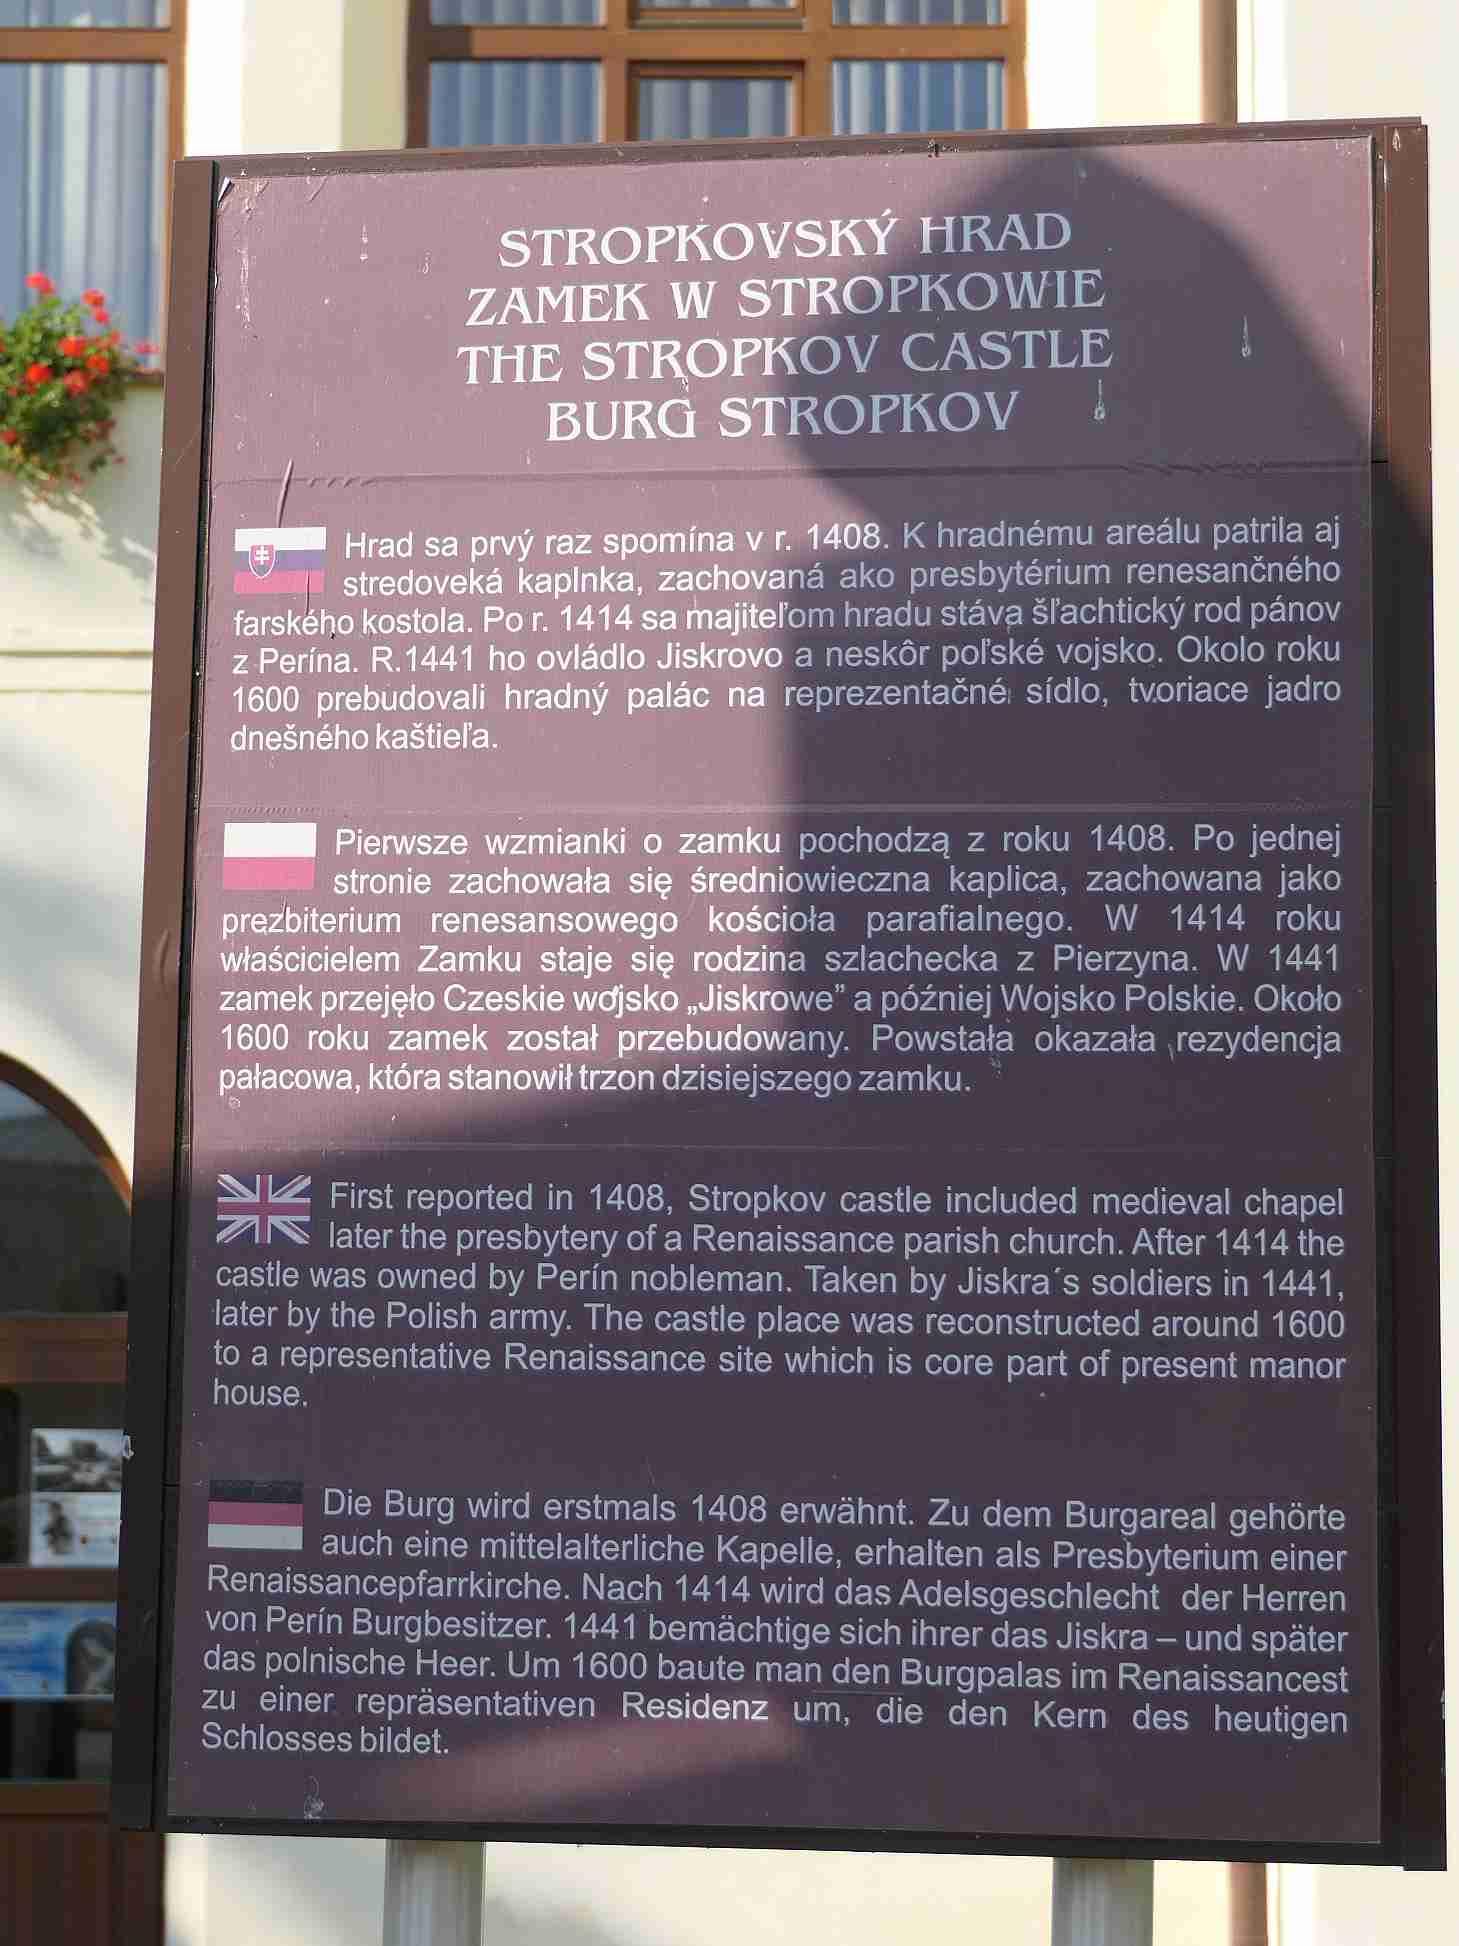 STROPKOVSKÝ HRAD
ZAMEK W STROPKOWIE
THE STROPKOV CASTLE
BURG STROPKOV
Hrad sa prvý raz spomína v r. 1408. K hradnému areálu patrila aj
stredoveká kaplnka, zachovaná ako presbytérium renesančného
farského kostola. Po r. 1414 sa majiteľom hradu stáva šľachtický rod pánov
z Perína. R.1441 ho ovládlo Jiskrovo a neskôr poľské vojsko. Okolo roku
1600 prebudovali hradný palác na reprezentačné sídlo, tvoriace jadro
dnešného kaštieľa.
Pierwsze wzmianki o zamku pochodzą z roku 1408. Po jednej
stronie zachowała się średniowieczna kaplica, zachowana jako
prezbiterium renesansowego kościoła parafialnego. W 1414 roku
właścicielem Zamku staje się rodzina szlachecka z Pierzyna. W 1441
zamek przejęło Czeskie wojsko „Jiskrowe” a później Wojsko Polskie. Około
1600 roku zamek został przebudowany. Powstała okazała rezydencja
pałacowa, która stanowił trzon dzisiejszego zamku.
First reported in 1408, Stropkov castle included medieval chapel
later the presbytery of a Renaissance parish church. After 1414 the
castle was owned by Perín nobleman. Taken by Jiskra´s soldiers in 1441,
later by the Polish army. The castle place was reconstructed around 1600
to a representative Renaissance site which is core part of present manor
house.
Die Burg wird erstmals 1408 erwähnt. Zu dem Burgareal gehörte
auch eine mittelalterliche Kapelle, erhalten als Presbyterium einer
Renaissancepfarrkirche. Nach 1414 wird das Adelsgeschlecht der Herren
von Perín Burgbesitzer. 1441 bemächtige sich ihrer das Jiskra – und später
das polnische Heer. Um 1600 baute man den Burgpalas im Renaissancest
zu einer repräsentativen Residenz um, die den Kern des heutigen
Schlosses bildet.